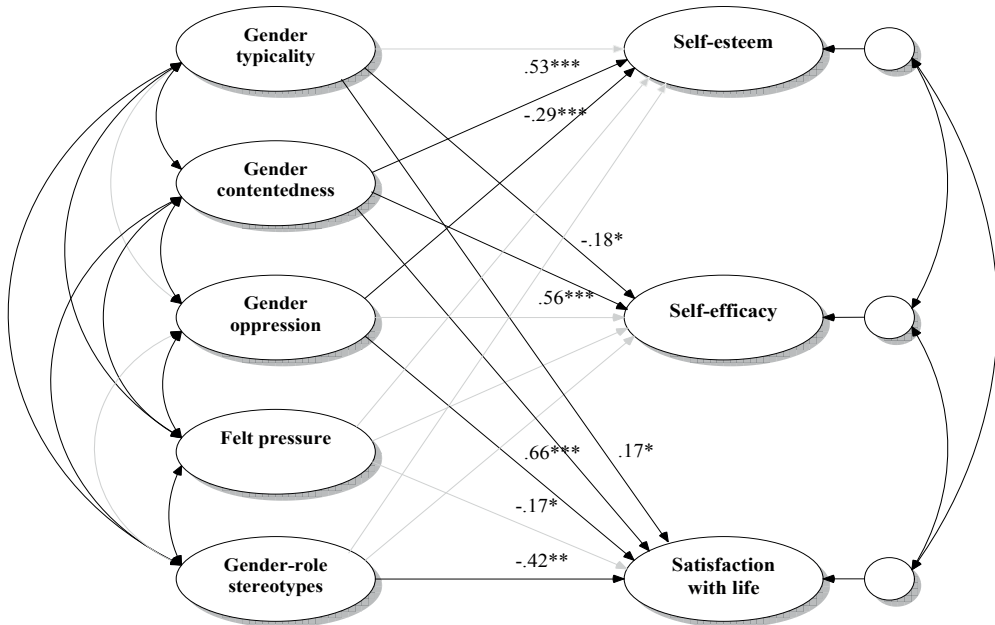 Gender
typicality
Self-esteem
.53***
-.29***
Gender
contentedness
-.18*
Gender
oppression
.56***
Self-efficacy
Felt pressure
.66***
.17*
-.17*
Gender-role
stereotypes
-.42**
Satisfaction
with life